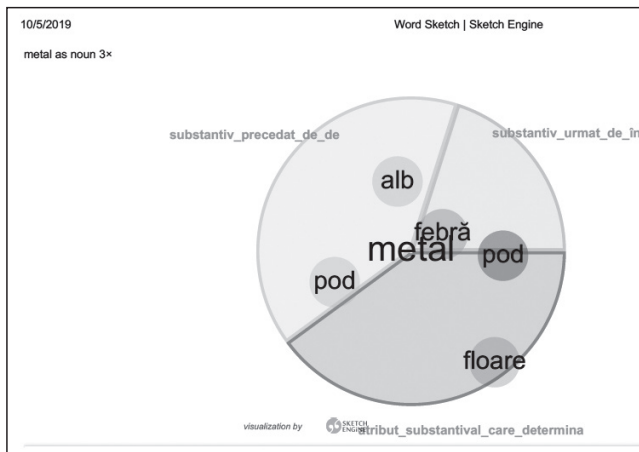 10/5/2019 Word Sketch | Sketch Engine
metal as noun 3×
substantiv_precedat_de_de substantiv_urmat_de_în
alb
febră
metal
pod pod
floare
visualization by SKETCH ENGINE atribut_substantival_care_determina